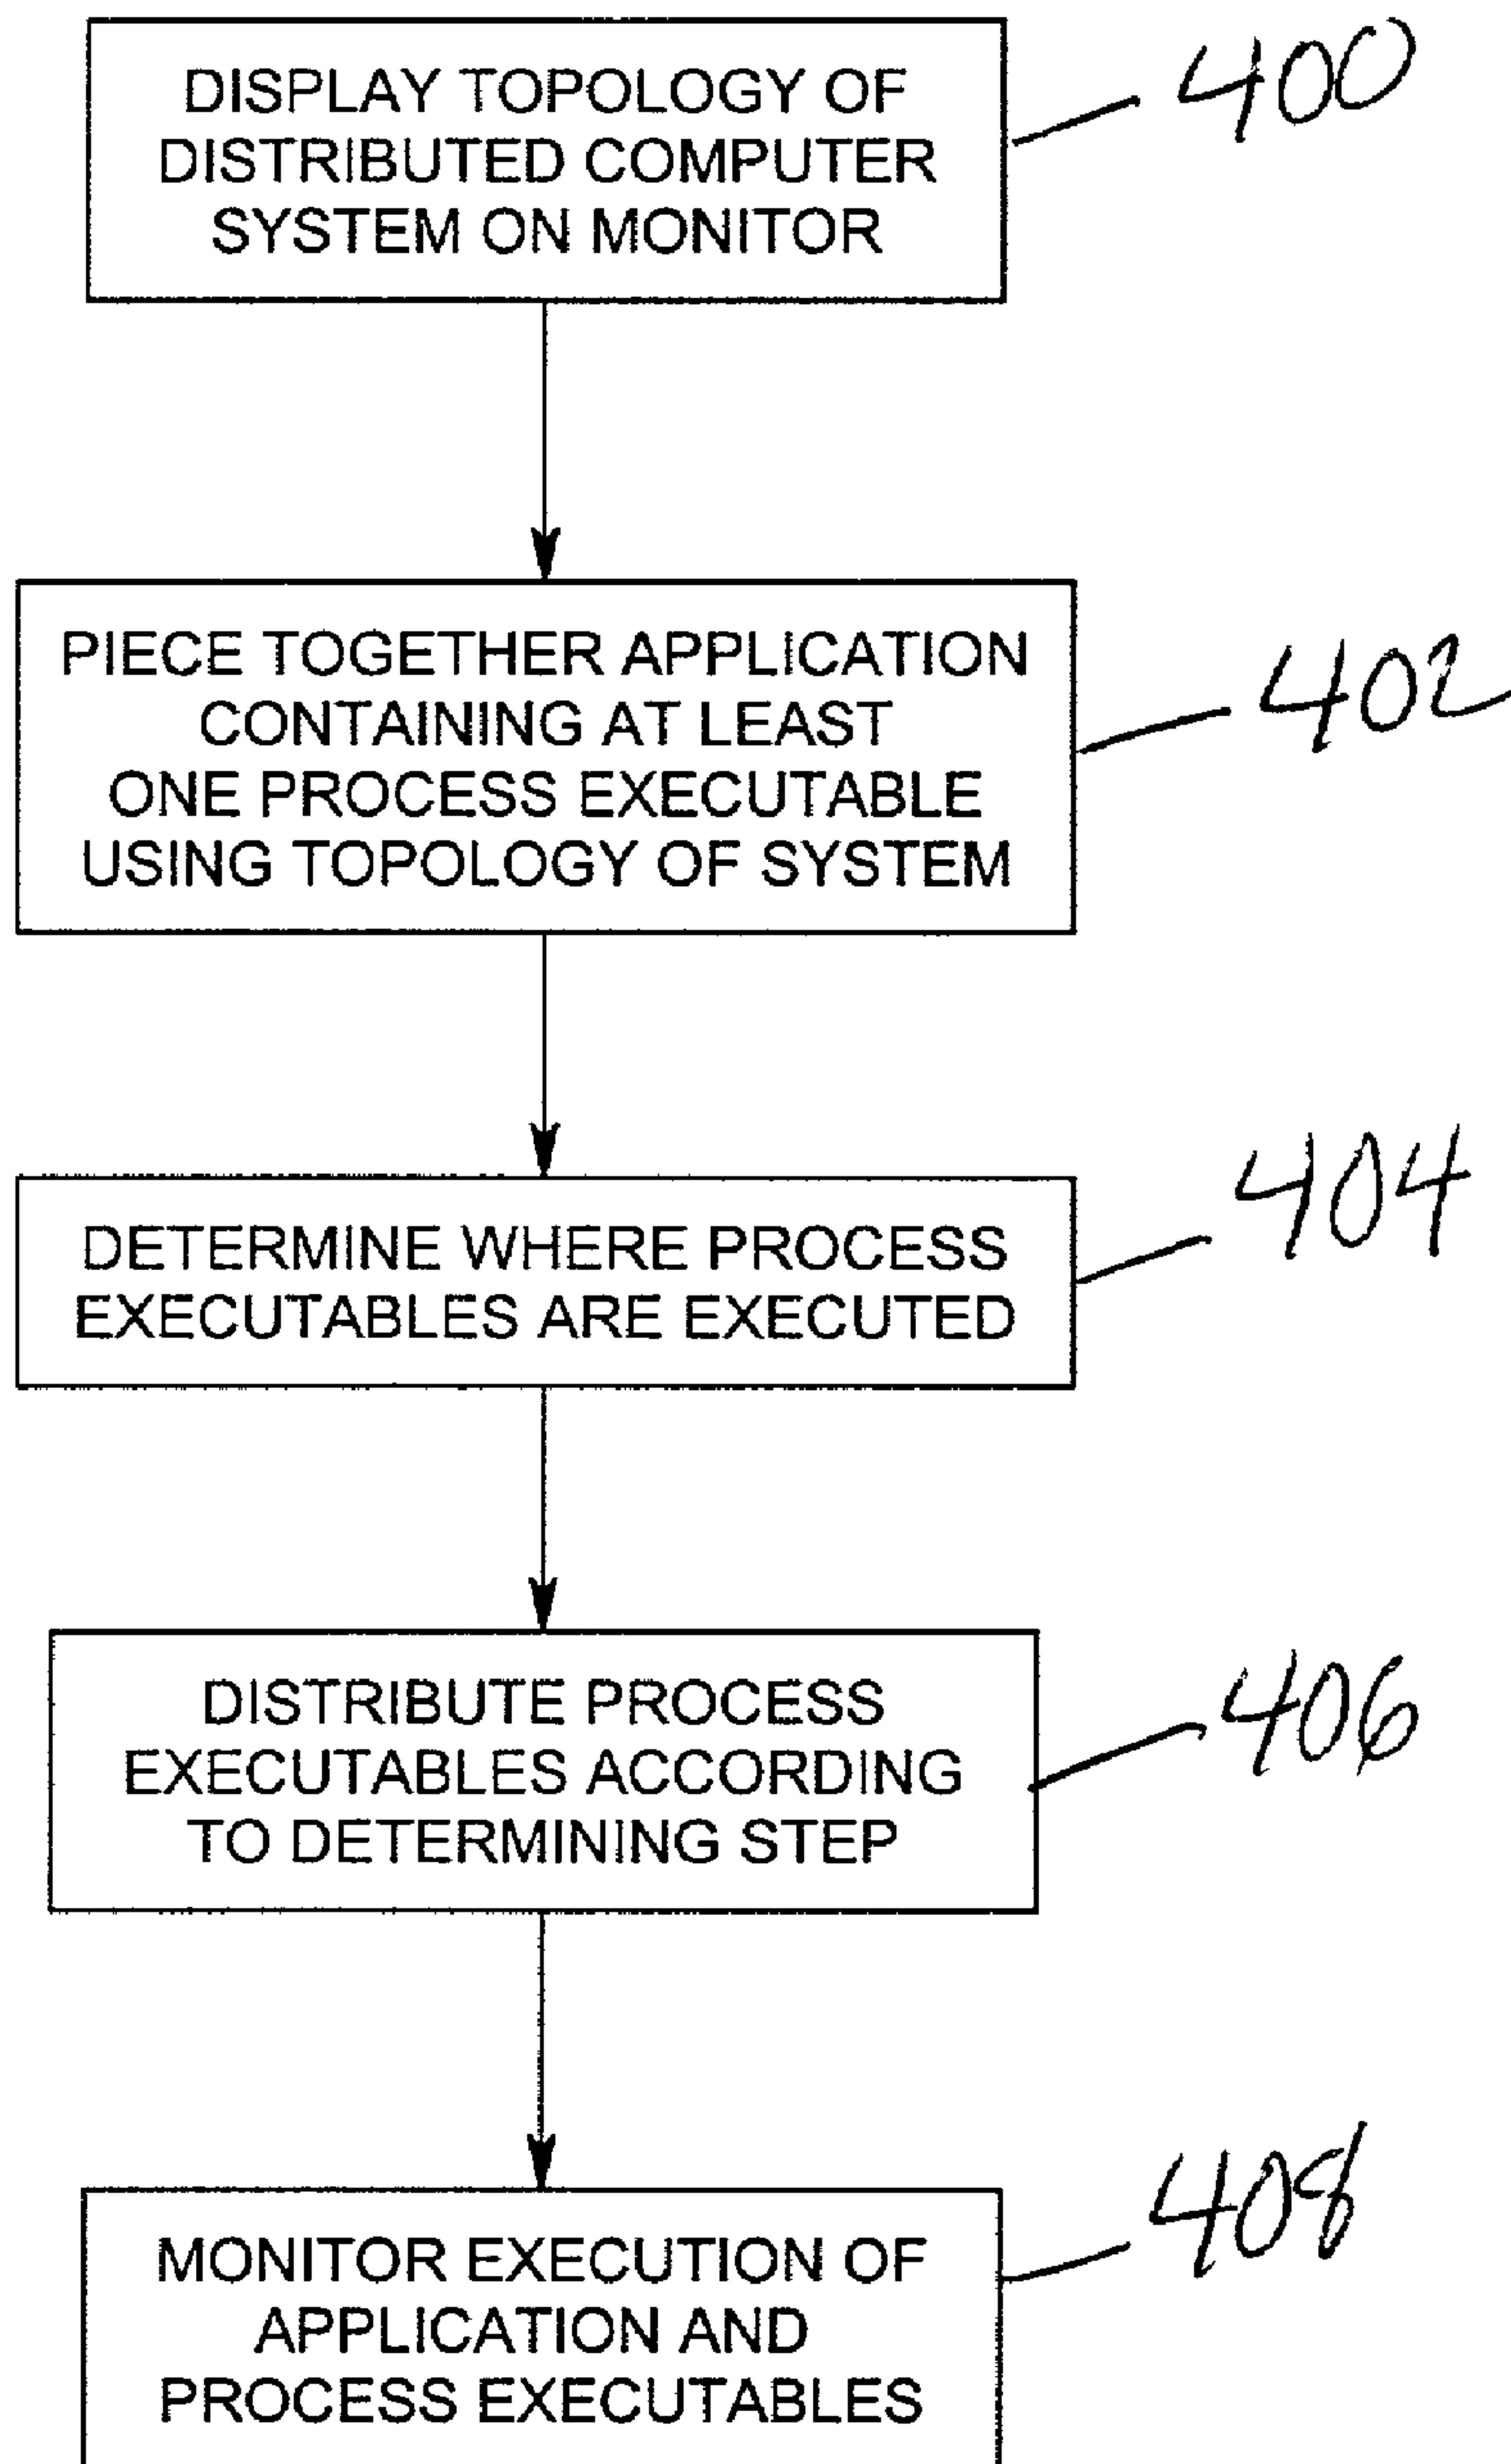 DISPLAY TOPOLOGY OF
DISTRIBUTED COMPUTER
SYSTEM ON MONITOR
400
PIECE TOGETHER APPLICATION
CONTAINING AT LEAST
ONE PROCESS EXECUTABLE
USING TOPOLOGY OF SYSTEM
402
DETERMINE WHERE PROCESS
EXECUTABLES ARE EXECUTED
404
DISTRIBUTE PROCESS
EXECUTABLES ACCORDING
TO DETERMINING STEP
406
MONITOR EXECUTION OF
APPLICATION AND
PROCESS EXECUTABLES
408